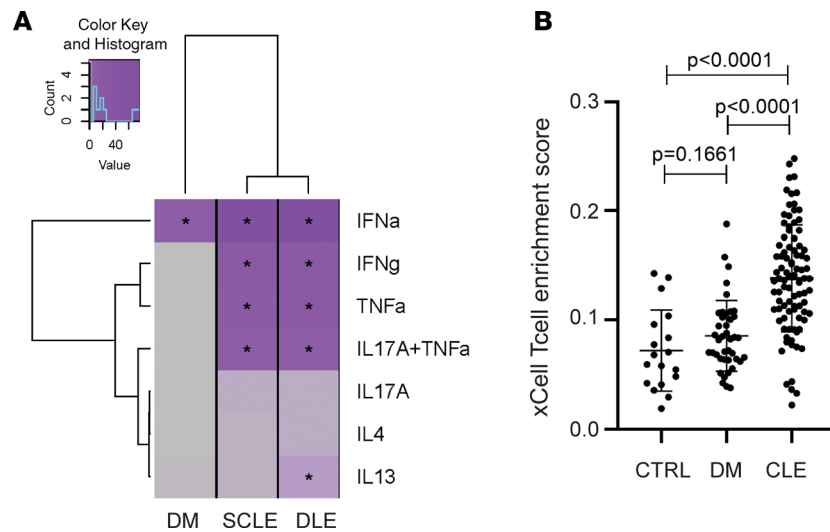 A
Color Key
and Histogram
Count
0 2 4
0 40
Value
* * *
IFNa
* *
IFNg
* *
TNFa
* *
IL17A+TNFa
IL17A
IL4
*
IL13
DM SCLE DLE
B
p<0.0001
p<0.0001
p=0.1661
xCell Tcell enrichment score
0.3
0.2
0.1
0.0
CTRL DM CLE